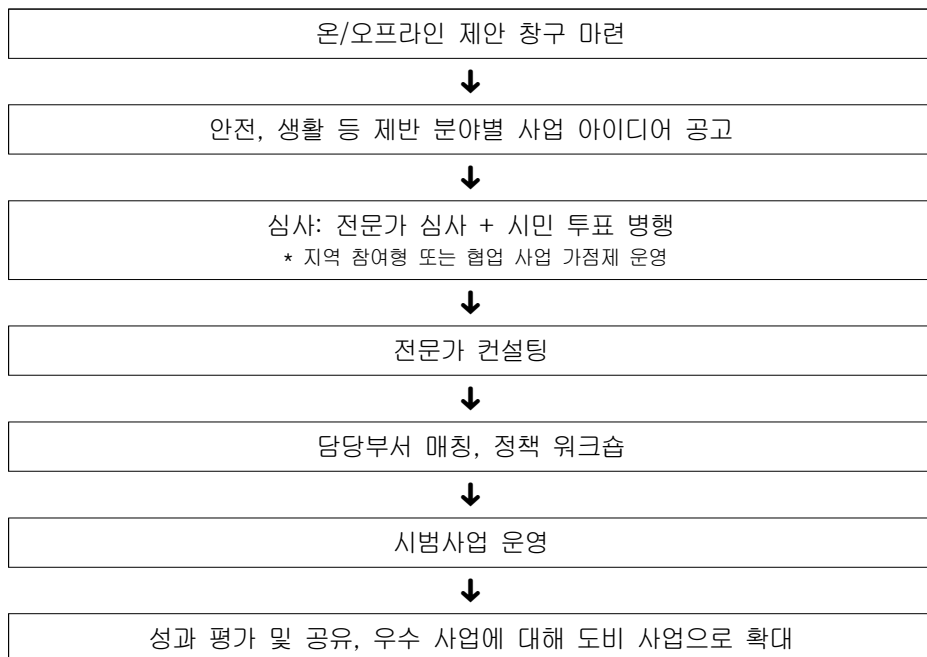 온/오프라인 제안 창구 마련
안전, 생활 등 제반 분야별 사업 아이디어 공고
심사: 전문가 심사 + 시민 투표 병행
* 지역 참여형 또는 협업 사업 가점제 운영
전문가 컨설팅
담당부서 매칭, 정책 워크숍
시범사업 운영
성과 평가 및 공유, 우수 사업에 대해 도비 사업으로 확대